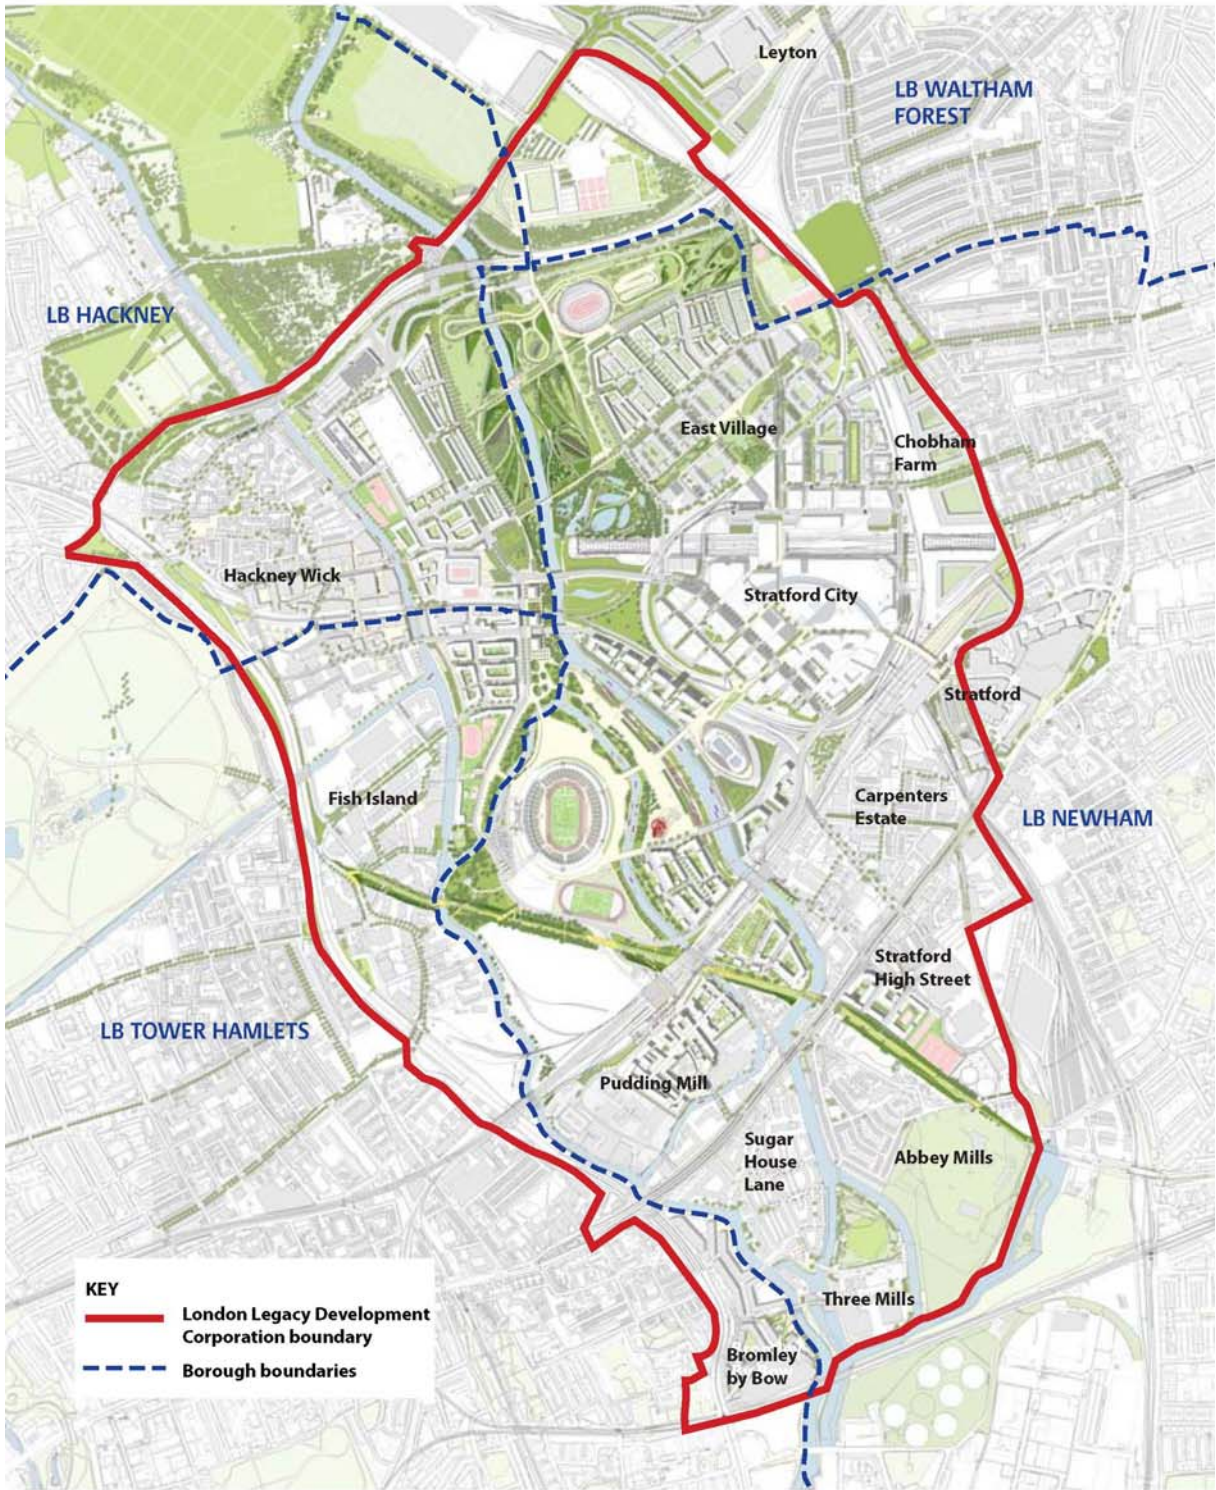 Leyton
LB WALTHAM
FOREST
LB HACKNEY
East Village
Chobham
Farm
Hackney Wick
Stratford City
Stratford
Fish Island
Carpenters
Estate
LB NEWHAM
Stratford
High Street
LB TOWER HAMLETS
Pudding Mill
Sugar
House
Lane
Abbey Mills
Three Mills
Bromley
by Bow
KEY
London Legacy Development
Corporation boundary
Borough boundaries